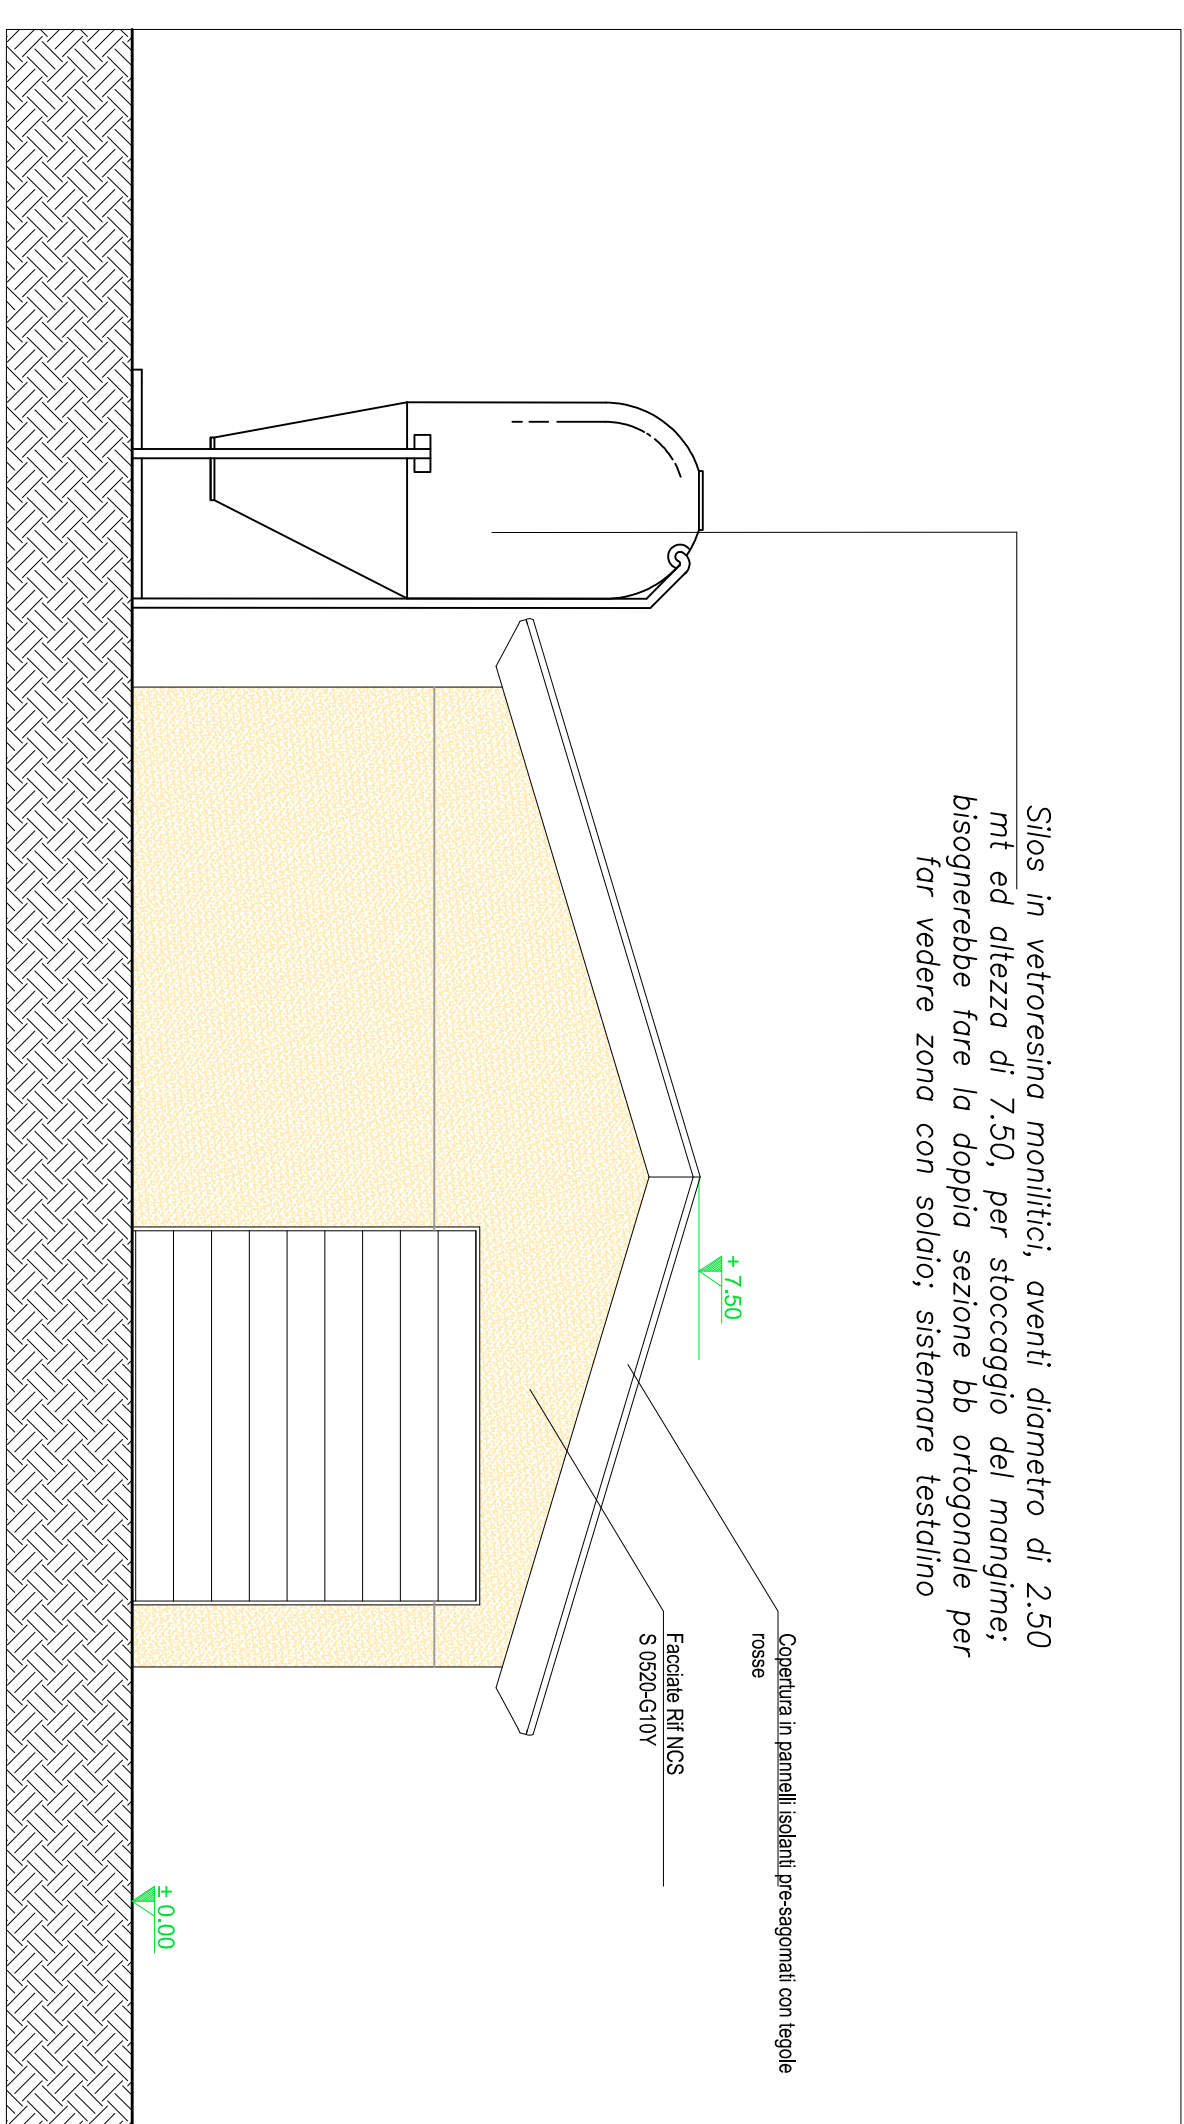 Silos in vetroresina monilitici, aventi diametro di 2.50
mt ed altezza di 7.50, per stoccaggio del mangime;
bisognerebbe fare la doppia sezione bb ortogonale per
far vedere zona con solaio; sistemare testalino
Copertura in pannelli isolanti pre-sagomati con tegole
rosse
+ 7.50
Facciate Rif NCS
S 0520-G10Y
± 0.00